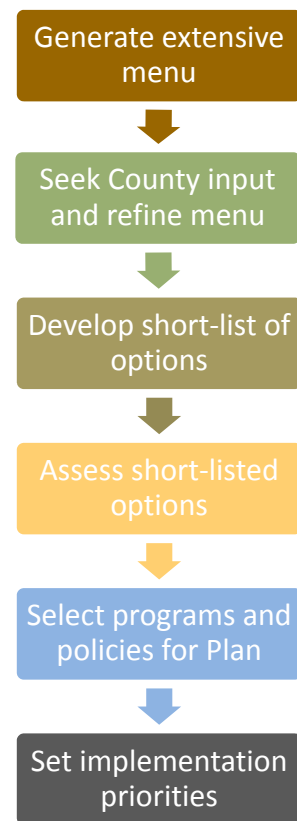 Generate extensive
menu
Seek County input
and refine menu
Develop short-list of
options
Assess short-listed
options
Select programs and
policies for Plan
Set implementation
priorities